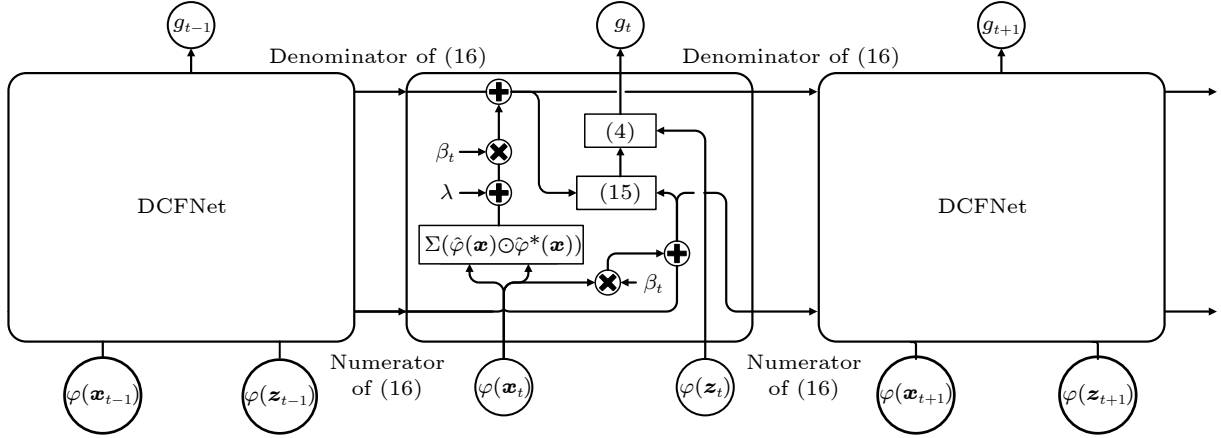 g_{t−1}
g_t
g_{t+1}
Denominator of (16)
Denominator of (16)
(4)
β_t
λ
(15)
DCFNet
DCFNet
Σ(φ̂(x)⊙φ̂*(x))
β_t
Numerator
of (16)
Numerator
of (16)
φ(x_{t−1})
φ(z_{t−1})
φ(x_t)
φ(z_t)
φ(x_{t+1})
φ(z_{t+1})